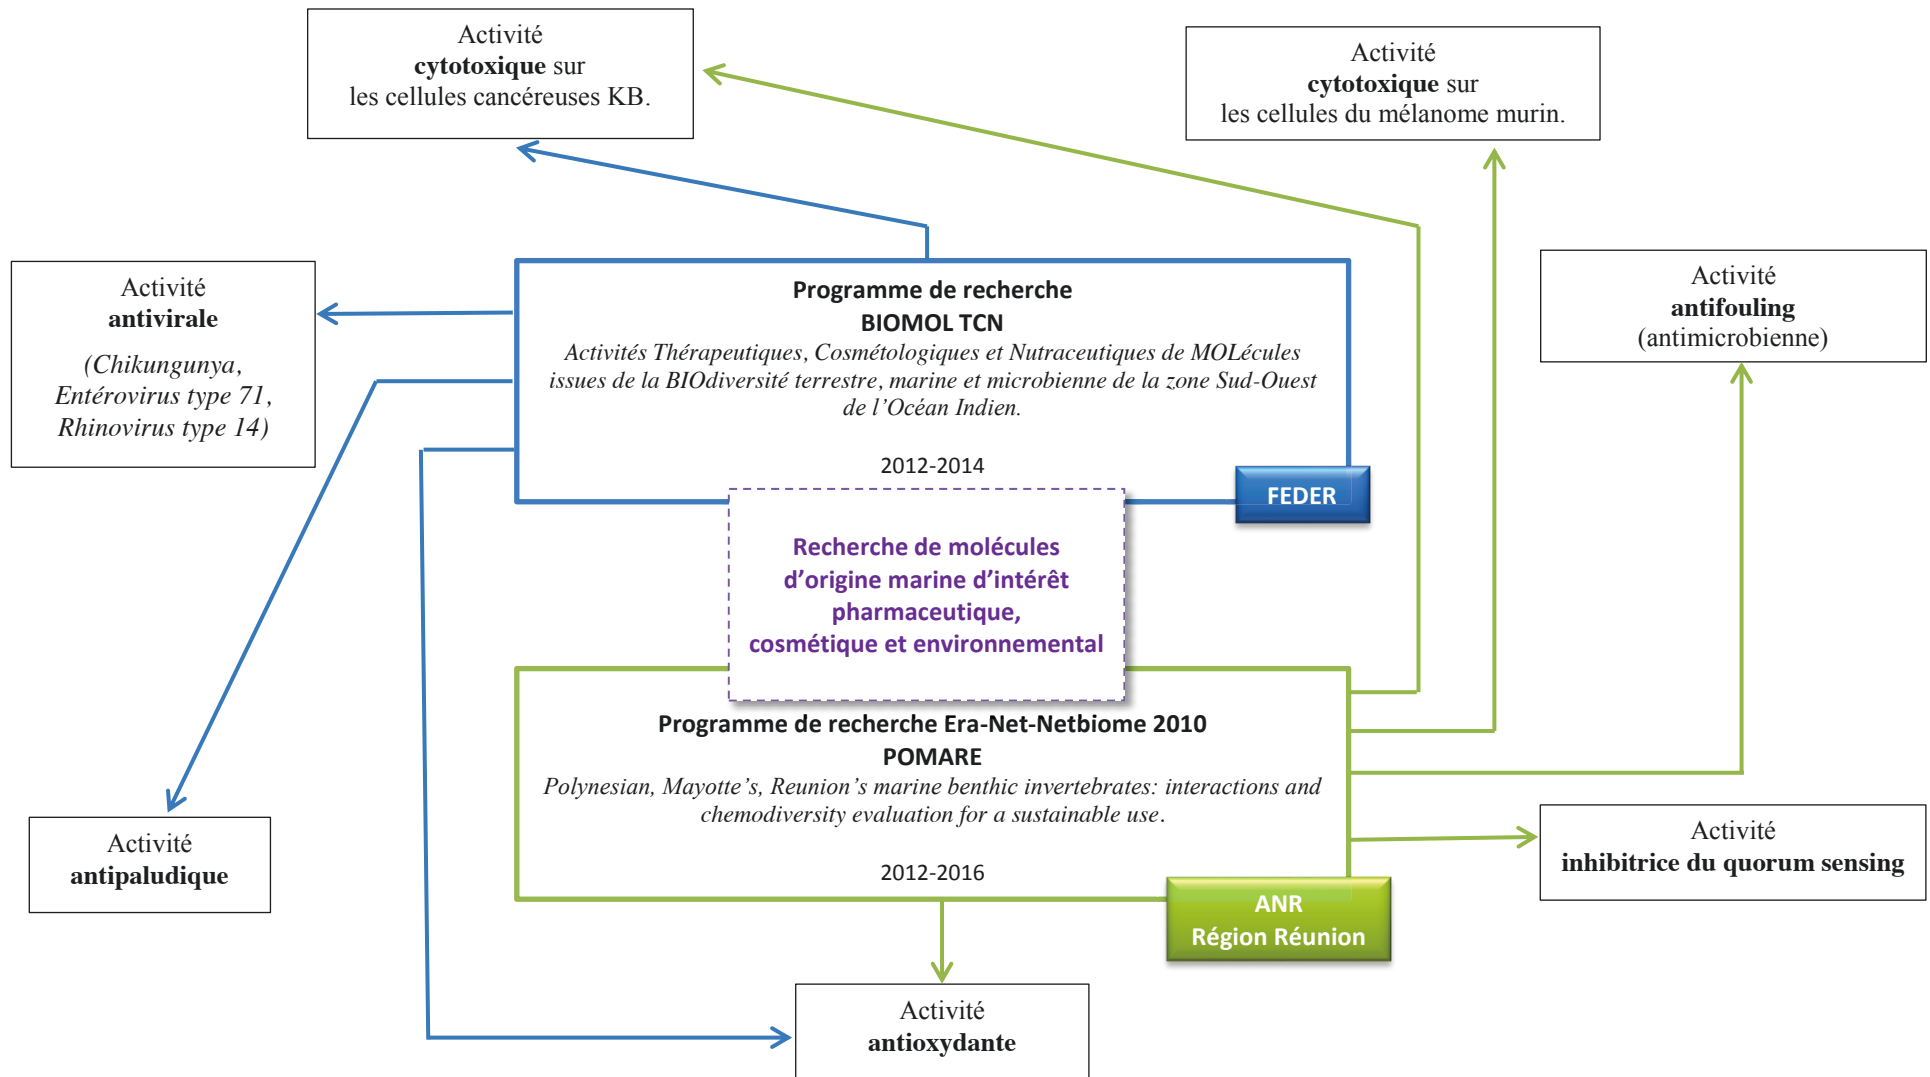 Activité
cytotoxique sur
les cellules cancéreuses KB.
Activité
cytotoxique sur
les cellules du mélanome murin.
Activité
antivirale
(Chikungunya,
Entérovirus type 71,
Rhinovirus type 14)
Programme de recherche
BIOMOL TCN
Activités Thérapeutiques, Cosmétologiques et Nutraceutiques de MOLécules
issues de la BIOdiversité terrestre, marine et microbienne de la zone Sud-Ouest
de l’Océan Indien.
2012-2014
FEDER
Activité
antifouling
(antimicrobienne)
Recherche de molécules
d’origine marine d’intérêt
pharmaceutique,
cosmétique et environnemental
Programme de recherche Era-Net-Netbiome 2010
POMARE
Polynesian, Mayotte’s, Reunion’s marine benthic invertebrates: interactions and
chemodiversity evaluation for a sustainable use.
2012-2016
ANR
Région Réunion
Activité
antipaludique
Activité
inhibitrice du quorum sensing
Activité
antioxydante